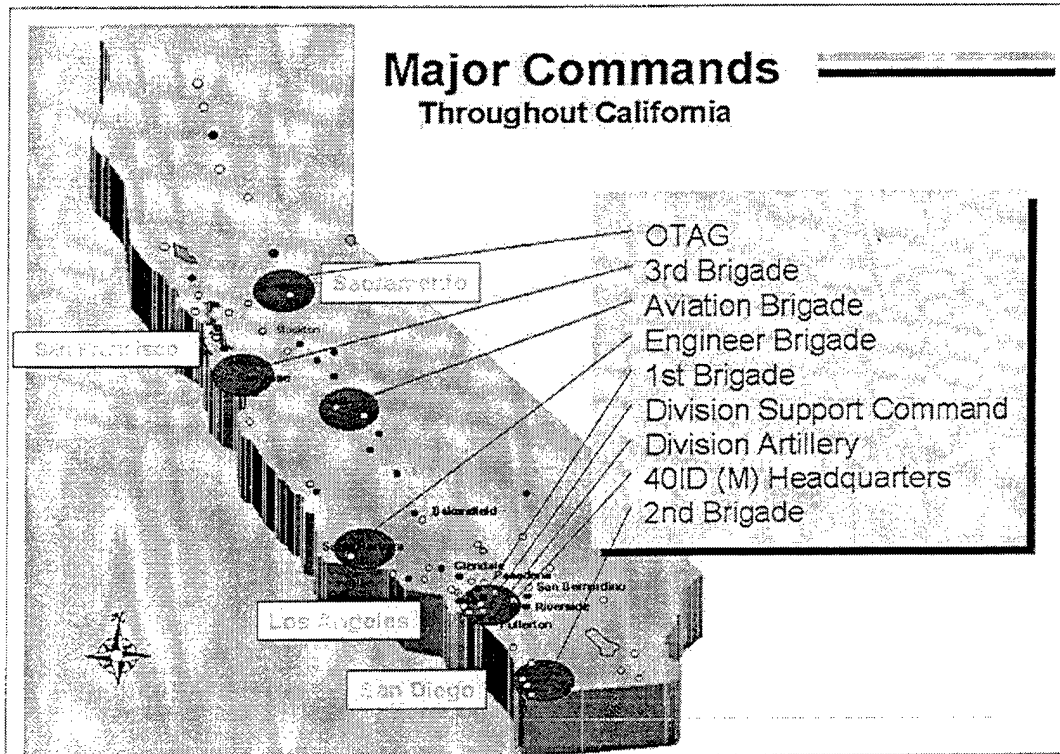 Major Commands
Throughout California
OTAG
3rd Brigade
Aviation Brigade
Engineer Brigade
1st Brigade
Division Support Command
Division Artillery
40ID (M) Headquarters
2nd Brigade
Sacramento
Stockton
San Francisco
Bakersfield
Glendale
Pasadena
San Bernardino
Riverside
Fullerton
Los Angeles
San Diego
N